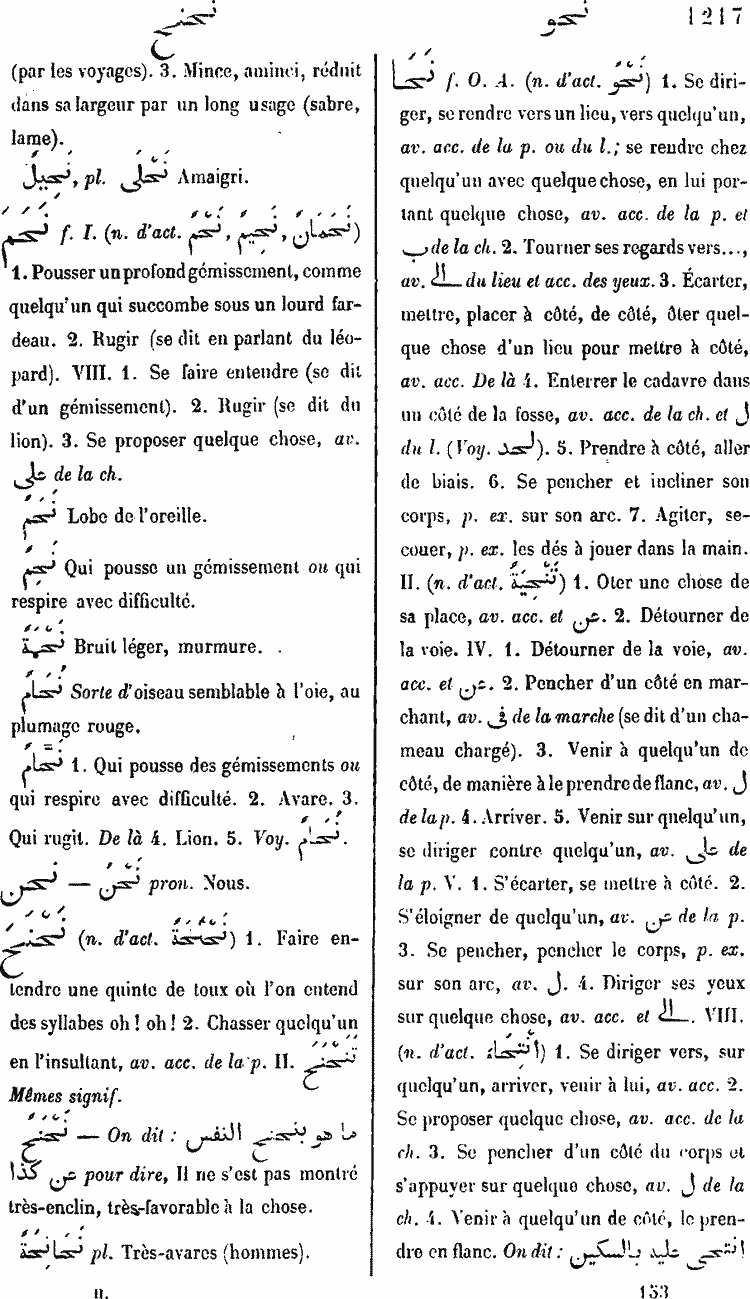 نحنح نحو 1217
(par les voyages). 3. Mince, aminci, réduit
dans sa largeur par un long usage (sabre,
lame).
نَحِيلٌ, pl. نَحْلَى Amaigri.
نَحَمَ f. I. (n. d'act. نَحْمٌ, نَحِيمٌ, نَحَمَانٌ)
1. Pousser un profond gémissement, comme
quelqu'un qui succombe sous un lourd far-
deau. 2. Rugir (se dit en parlant du léo-
pard). VIII. 1. Se faire entendre (se dit
d'un gémissement). 2. Rugir (se dit du
lion). 3. Se proposer quelque chose, av.
على de la ch.
نَحَمٌ Lobe de l'oreille.
نَحِمٌ Qui pousse un gémissement ou qui
respire avec difficulté.
نَحْمَةٌ Bruit léger, murmure.
نُحَامٌ Sorte d'oiseau semblable à l'oie, au
plumage rouge.
نَحَّامٌ 1. Qui pousse des gémissements ou
qui respire avec difficulté. 2. Avare. 3.
Qui rugit. De là 4. Lion. 5. Voy. نُحَامٌ.
نحن — نَحْنُ pron. Nous.
نَحْنَحَ (n. d'act. نَحْنَحَةٌ) 1. Faire en-
tendre une quinte de toux où l'on entend
des syllabes oh ! oh ! 2. Chasser quelqu'un
en l'insultant, av. acc. de la p. II. تَنَحْنَحَ
Mêmes signif.
نَحْنَحٌ — On dit : ما هو بنحنح النفس
عن كذا pour dire, Il ne s'est pas montré
très-enclin, très-favorable à la chose.
نَحَانِحَةٌ pl. Très-avares (hommes).
II.
نَحَا f. O. A. (n. d'act. نَحْوٌ) 1. Se diri-
ger, se rendre vers un lieu, vers quelqu'un,
av. acc. de la p. ou du l.; se rendre chez
quelqu'un avec quelque chose, en lui por-
tant quelque chose, av. acc. de la p. et
ب de la ch. 2. Tourner ses regards vers...,
av. الى du lieu et acc. des yeux. 3. Écarter,
mettre, placer à côté, de côté, ôter quel-
que chose d'un lieu pour mettre à côté,
av. acc. De là 4. Enterrer le cadavre dans
un côté de la fosse, av. acc. de la ch. et ل
du l. (Voy. لحد). 5. Prendre à côté, aller
de biais. 6. Se pencher et incliner son
corps, p. ex. sur son arc. 7. Agiter, se-
couer, p. ex. les dés à jouer dans la main.
II. (n. d'act. تَنْحِيَةٌ) 1. Oter une chose de
sa place, av. acc. et عن. 2. Détourner de
la voie. IV. 1. Détourner de la voie, av.
acc. et عن. 2. Pencher d'un côté en mar-
chant, av. فى de la marche (se dit d'un cha-
meau chargé). 3. Venir à quelqu'un de
côté, de manière à le prendre de flanc, av. ل
de la p. 4. Arriver. 5. Venir sur quelqu'un,
se diriger contre quelqu'un, av. على de
la p. V. 1. S'écarter, se mettre à côté. 2.
S'éloigner de quelqu'un, av. عن de la p.
3. Se pencher, pencher le corps, p. ex.
sur son arc, av. ل. 4. Diriger ses yeux
sur quelque chose, av. acc. et الى. VIII.
(n. d'act. اِنْتِحَاء) 1. Se diriger vers, sur
quelqu'un, arriver, venir à lui, av. acc. 2.
Se proposer quelque chose, av. acc. de la
ch. 3. Se pencher d'un côté du corps et
s'appuyer sur quelque chose, av. ل de la
ch. 4. Venir à quelqu'un de côté, le pren-
dre en flanc. On dit : انتحى عليه بالسكين
153